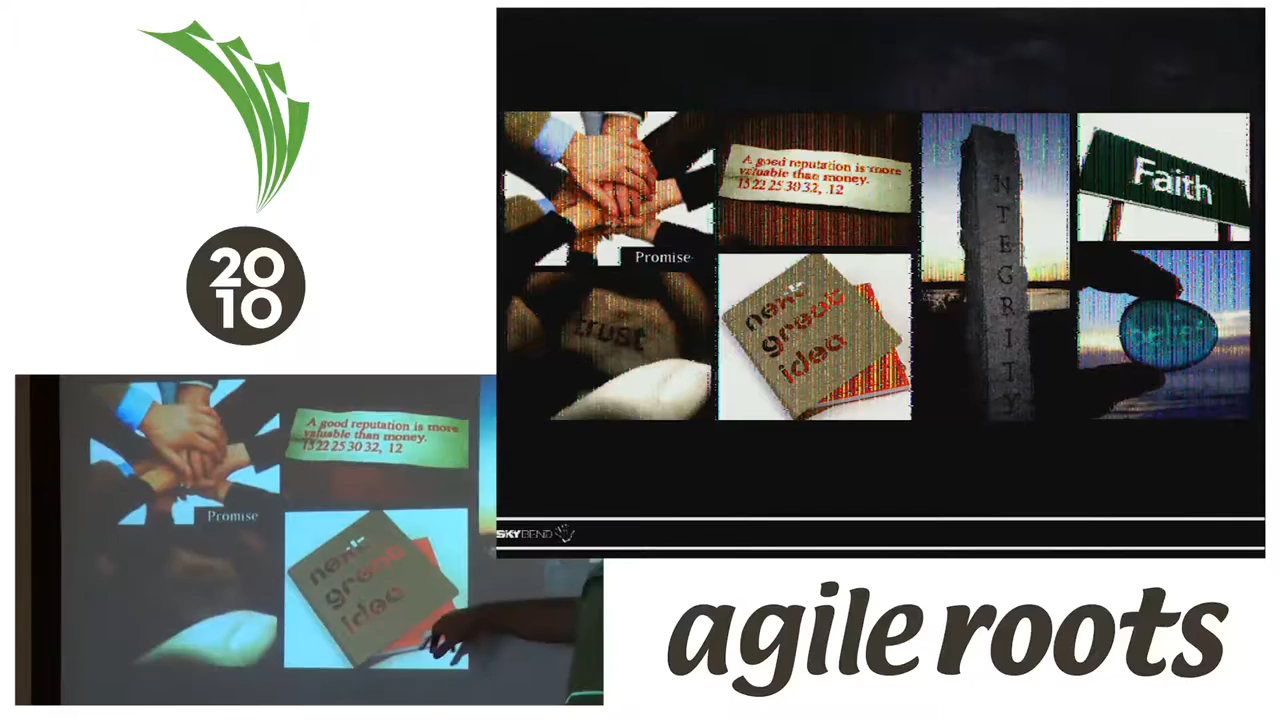 20
10
Promise
A good reputation is more
valuable than money.
13 22 25 30 32, .12
trust
next
great
idea
NTEGRITY
Faith
belief
SKYBEND
A good reputation is more
valuable than money.
13 22 25 30 32, 12
Promise
next
great
idea
agile roots